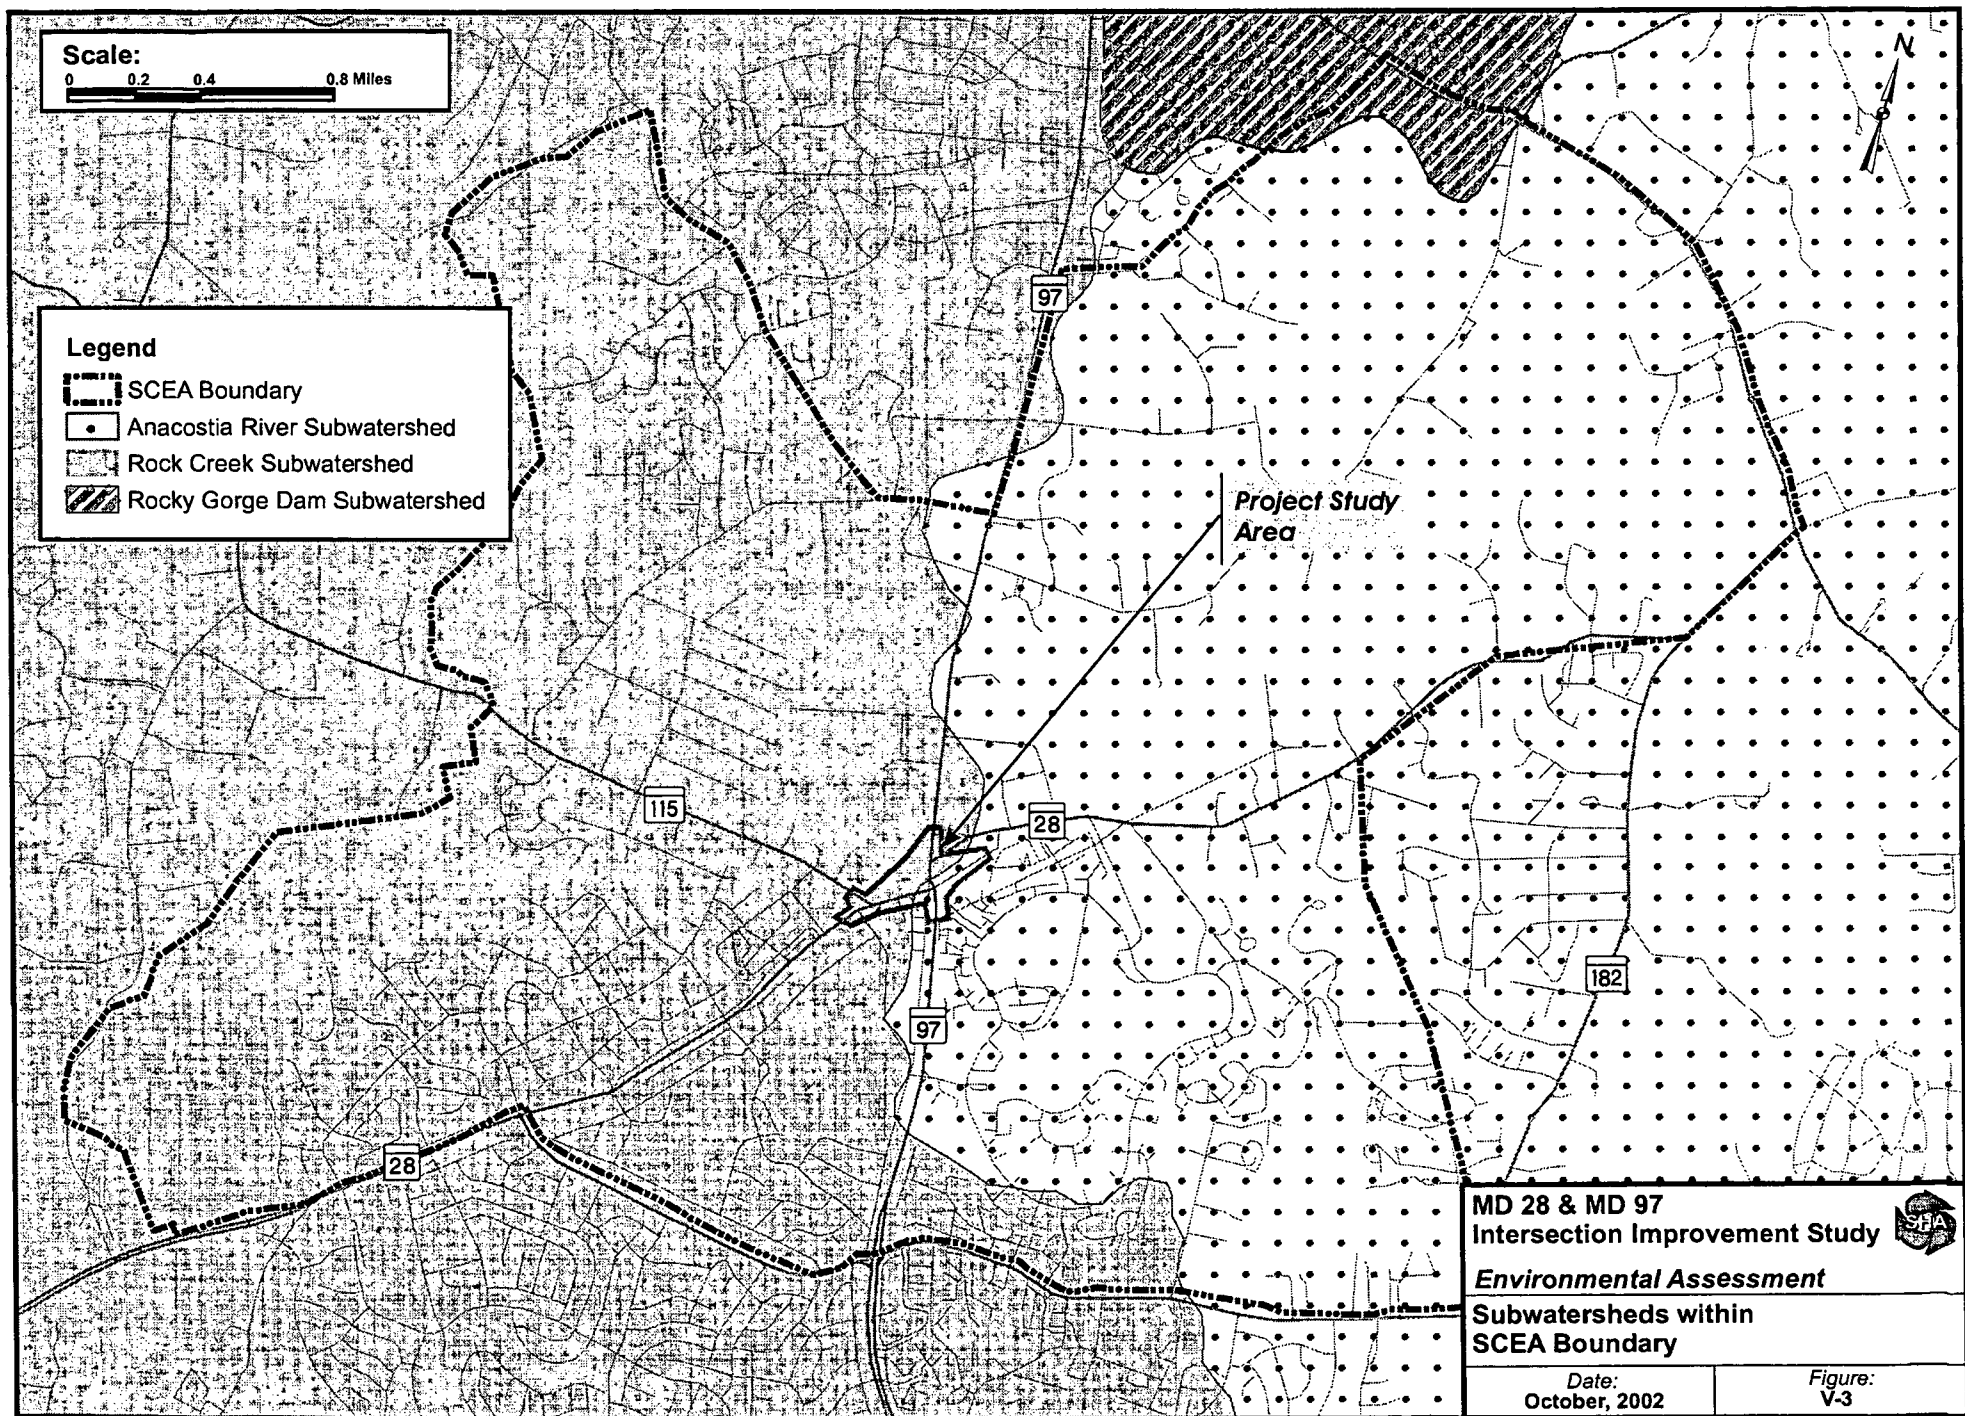 Scale:
0 0.2 0.4 0.8 Miles
N
97
Legend
SCEA Boundary
Anacostia River Subwatershed
Rock Creek Subwatershed
Rocky Gorge Dam Subwatershed
Project Study
Area
115
28
182
97
28
MD 28 & MD 97
Intersection Improvement Study
SHA
Environmental Assessment
Subwatersheds within
SCEA Boundary
Date:
October, 2002
Figure:
V-3